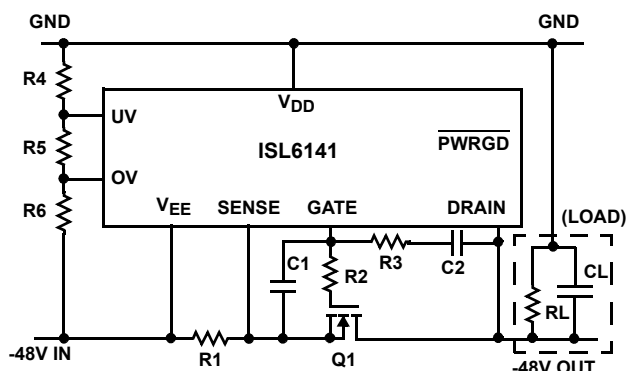 GND
GND
R4
R5
R6
UV
OV
VDD
ISL6141
PWRGD
VEE
SENSE
GATE
DRAIN
(LOAD)
C1
R2
R3
C2
CL
RL
-48V IN
R1
Q1
-48V OUT